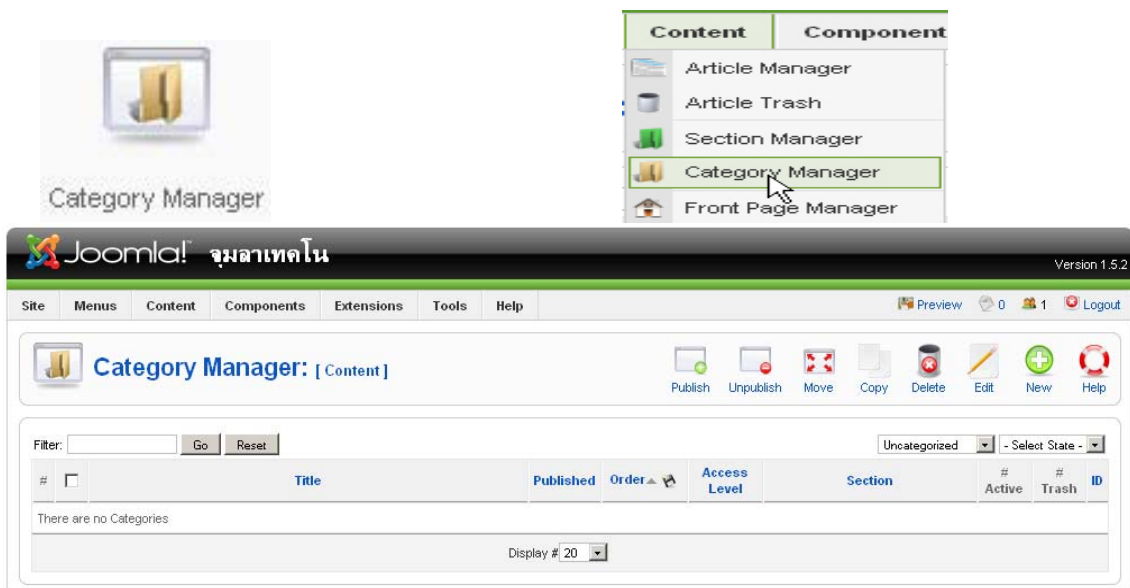 Category Manager
Content Component
Article Manager
Article Trash
Section Manager
Category Manager
Front Page Manager
Joomla! จุมลาเทคโน
Version 1.5.2
Site Menus Content Components Extensions Tools Help Preview 0 1 Logout
Category Manager: [ Content ]
Publish Unpublish Move Copy Delete Edit New Help
Filter: Go Reset Uncategorized - Select State -
# Title Published Order Access Level Section # Active # Trash ID
There are no Categories
Display # 20